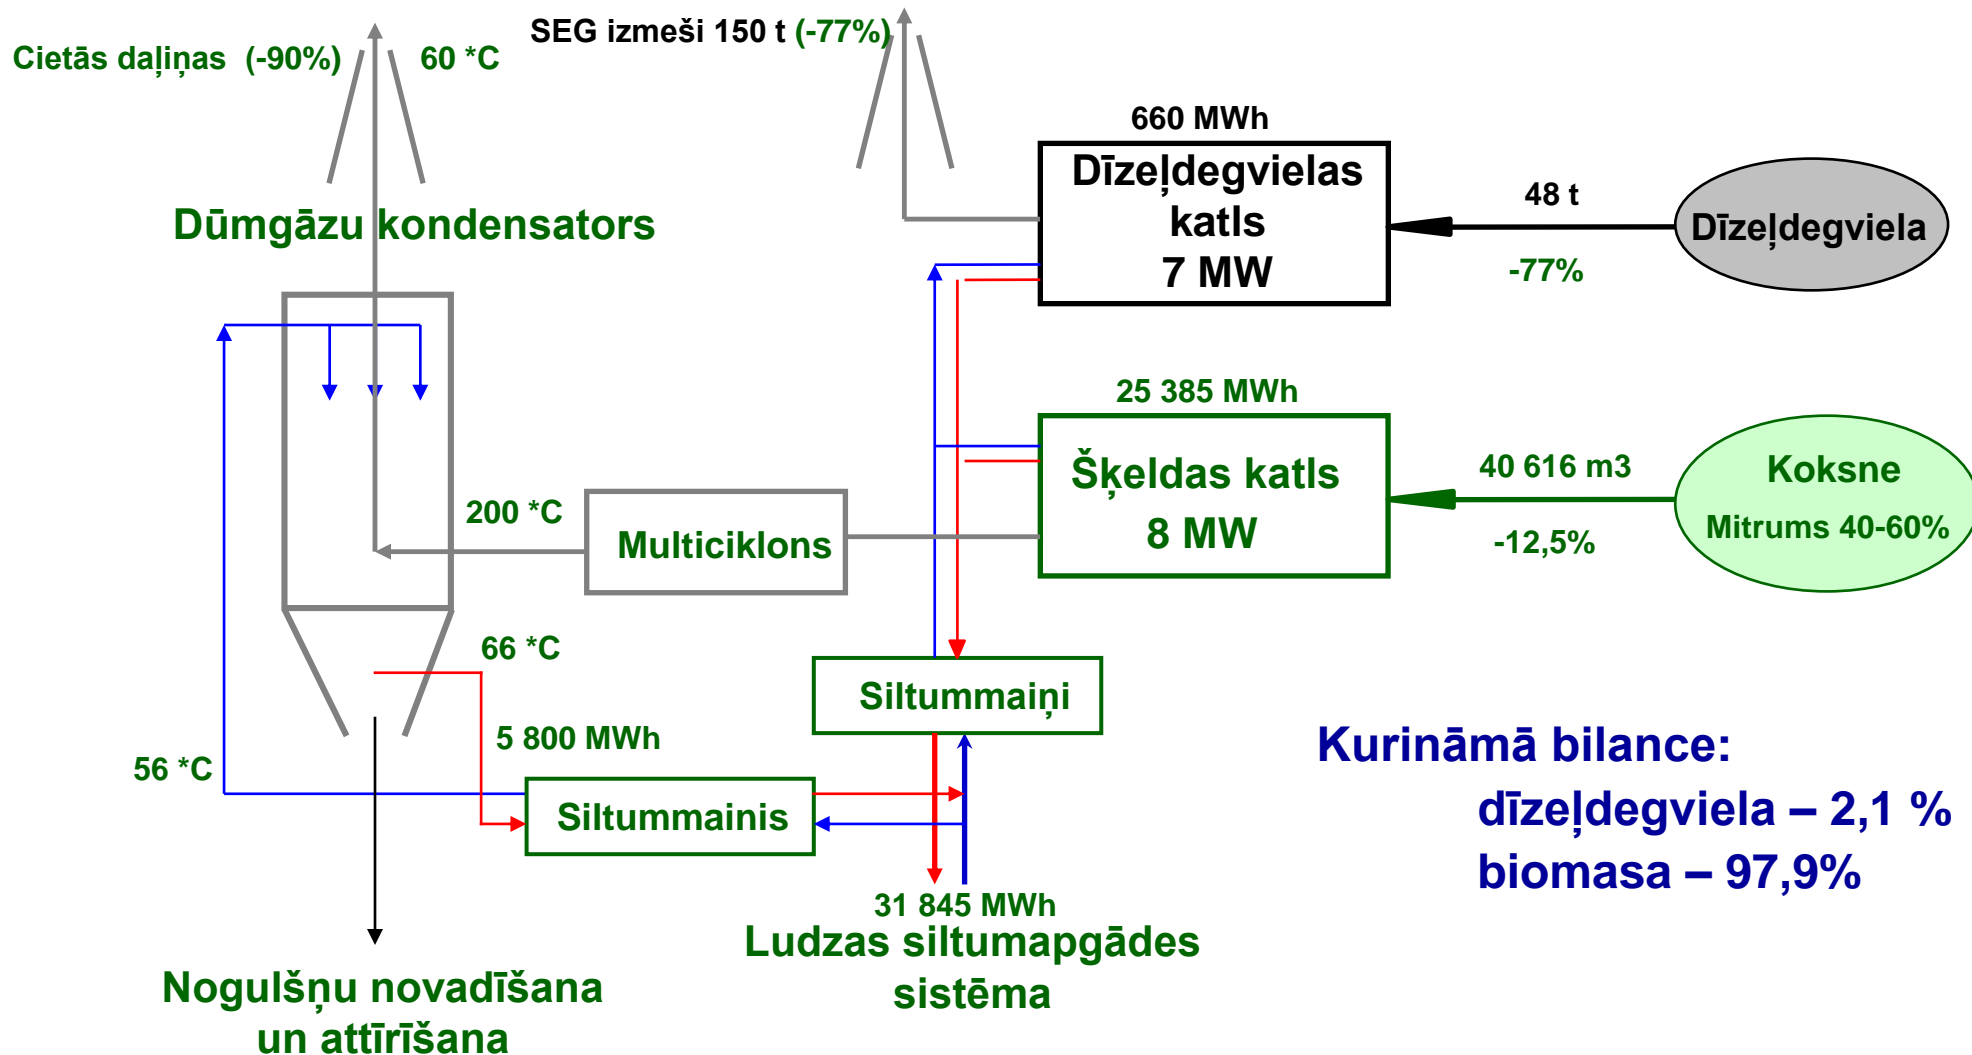 SEG izmeši 150 t (-77%)
Cietās daļiņas (-90%)
60 *C
660 MWh
Dīzeļdegvielas
katls
7 MW
48 t
-77%
Dīzeļdegviela
Dūmgāzu kondensators
25 385 MWh
Šķeldas katls
8 MW
40 616 m3
-12,5%
Koksne
Mitrums 40-60%
200 *C
Multiciklons
66 *C
Siltummaiņi
5 800 MWh
56 *C
Siltummainis
Kurināmā bilance:
dīzeļdegviela – 2,1 %
biomasa – 97,9%
31 845 MWh
Ludzas siltumapgādes
sistēma
Nogulšņu novadīšana
un attīrīšana